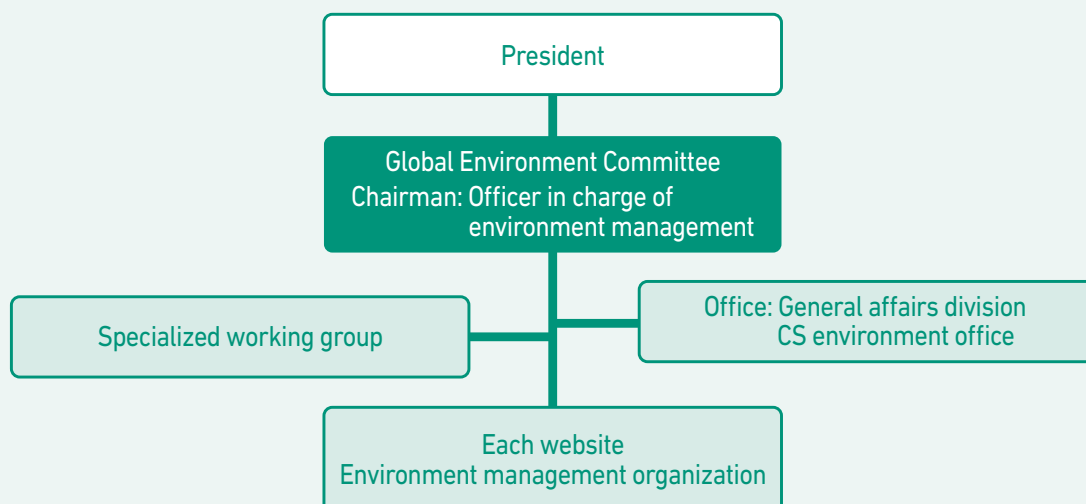 President
Global Environment Committee
Chairman: Officer in charge of
environment management
Office: General affairs division
CS environment office
Specialized working group
Each website
Environment management organization